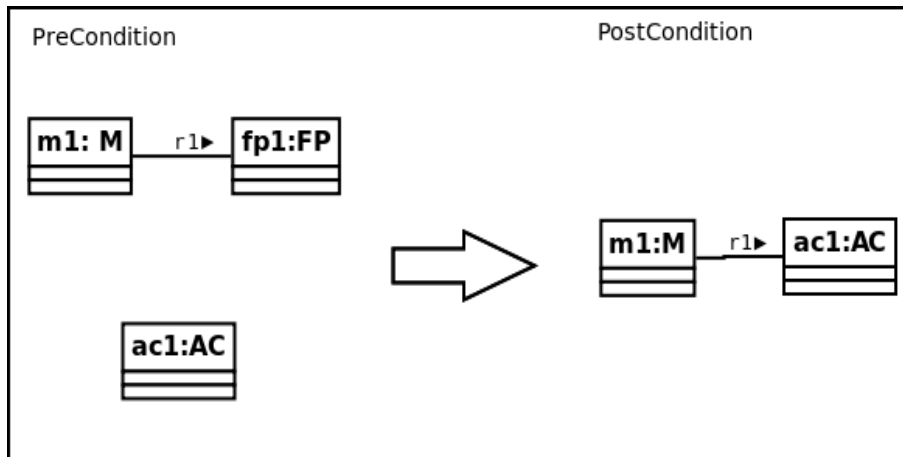 PreCondition
PostCondition
m1: M
r1▶
fp1:FP
m1:M
r1▶
ac1:AC
ac1:AC